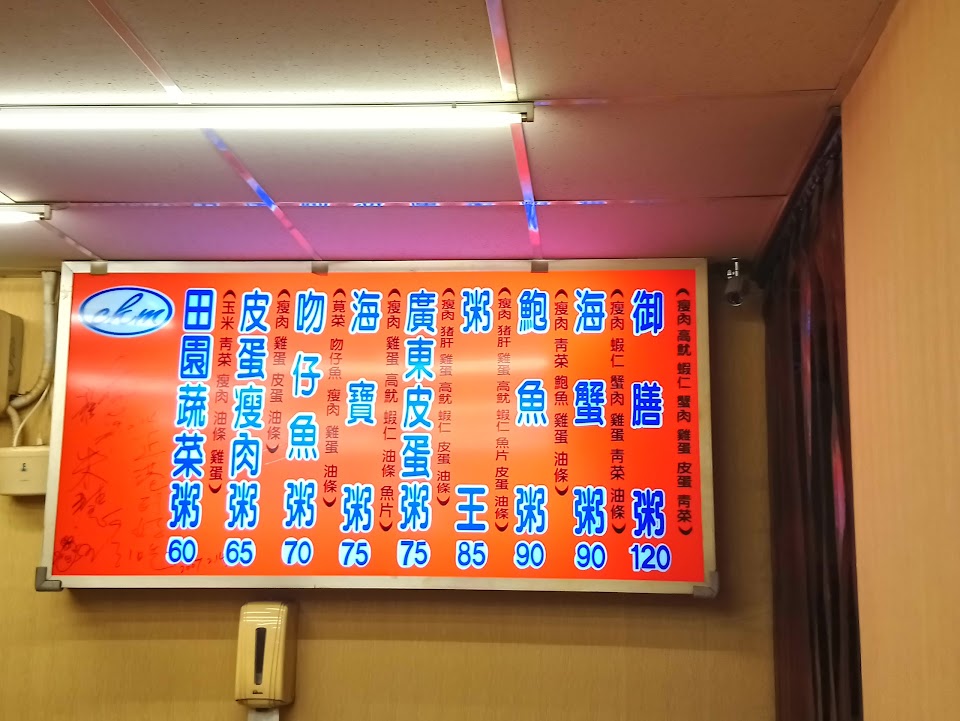 ohm
田園蔬菜粥
60
(玉米 青菜 瘦肉 油條 雞蛋)
皮蛋瘦肉粥
65
(瘦肉 雞蛋 皮蛋 油條)
吻仔魚粥
70
(莧菜 吻仔魚 瘦肉 雞蛋 油條)
海寶粥
75
(瘦肉 雞蛋 高魷 蝦仁 油條 魚片)
廣東皮蛋粥
75
(瘦肉 豬肝 雞蛋 高魷 蝦仁 皮蛋 油條)
粥王
85
(瘦肉 豬肝 雞蛋 高魷 蝦仁 魚片 皮蛋 油條)
鮑魚粥
90
(瘦肉 青菜 鮑魚 雞蛋 油條)
海蟹粥
90
(瘦肉 蝦仁 蟹肉 雞蛋 青菜 油條)
御膳粥
120
(瘦肉 高魷 蝦仁 蟹肉 雞蛋 皮蛋 青菜)